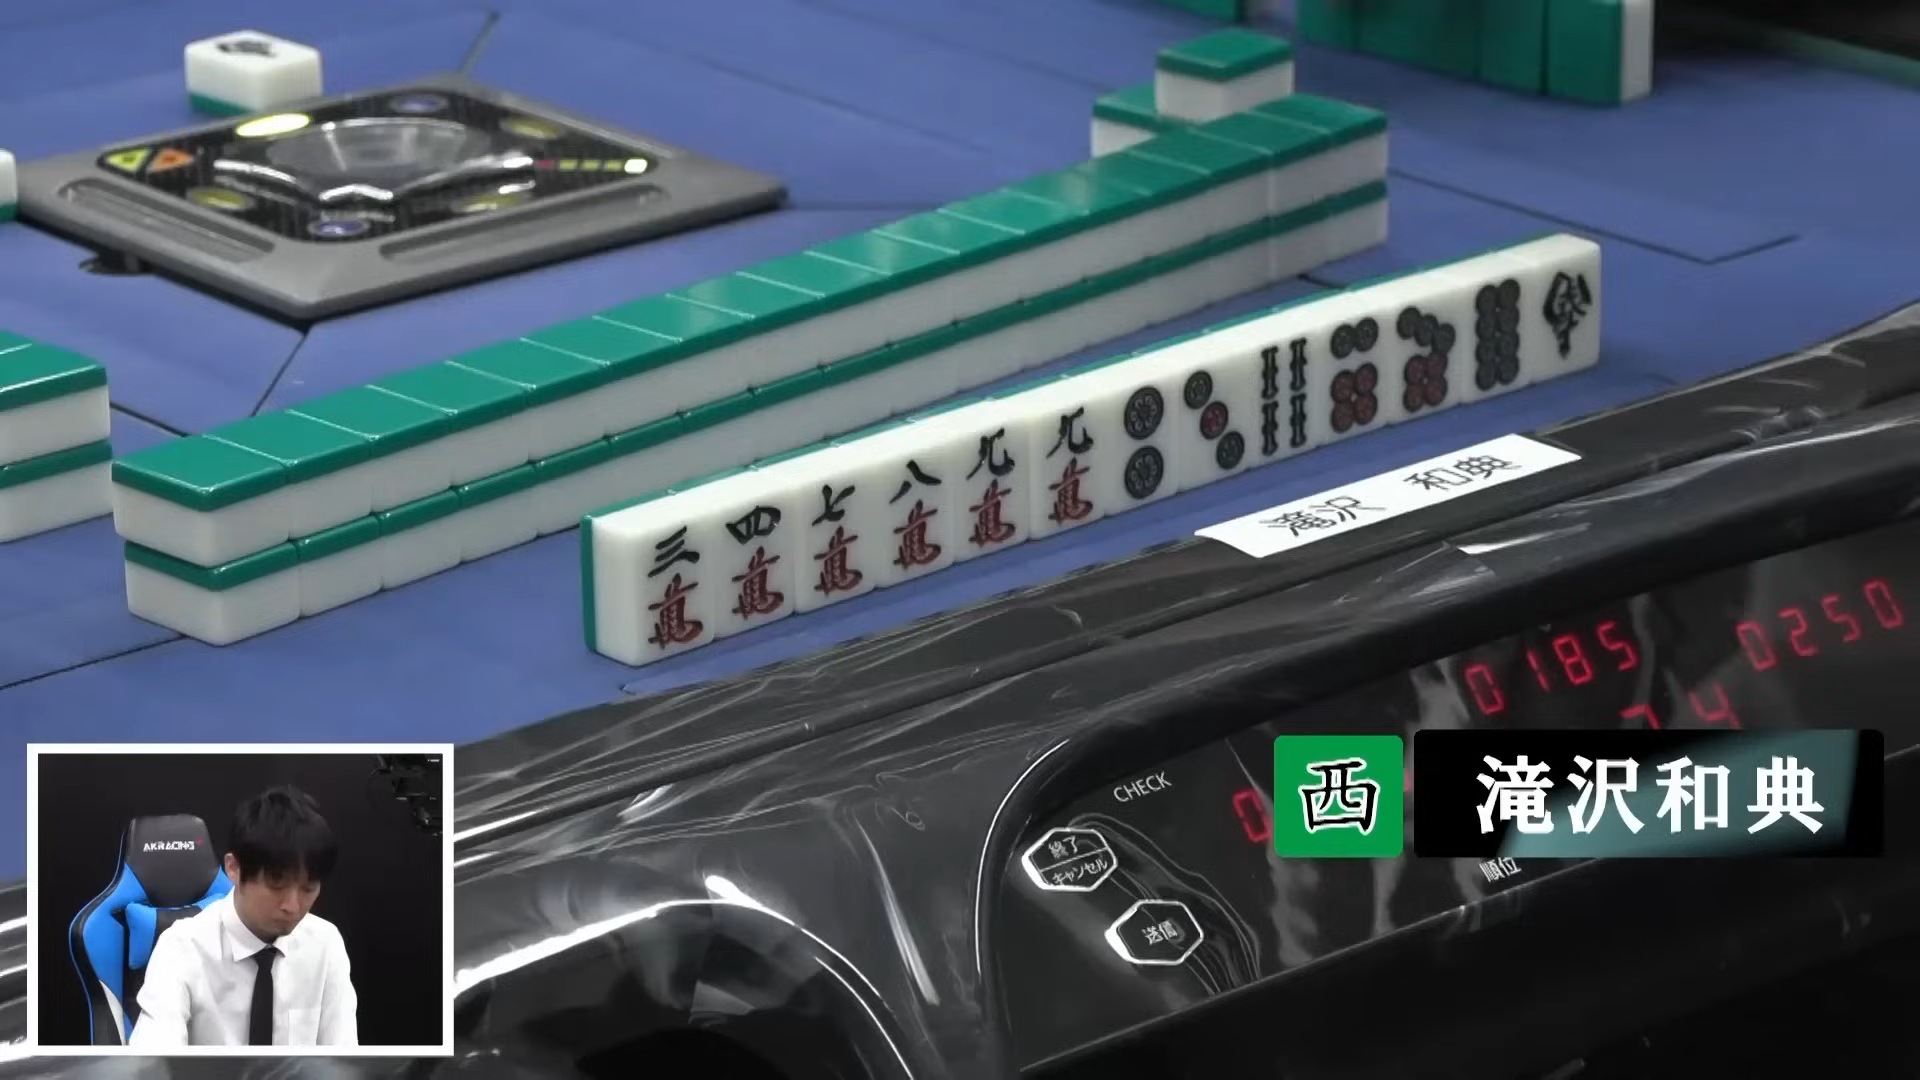 三萬 四萬 七萬 八萬 九萬 九萬
發
滝沢 和典
0185
0250
CHECK
終了
キャンセル
送信
順位
西 滝沢和典
AKRACING